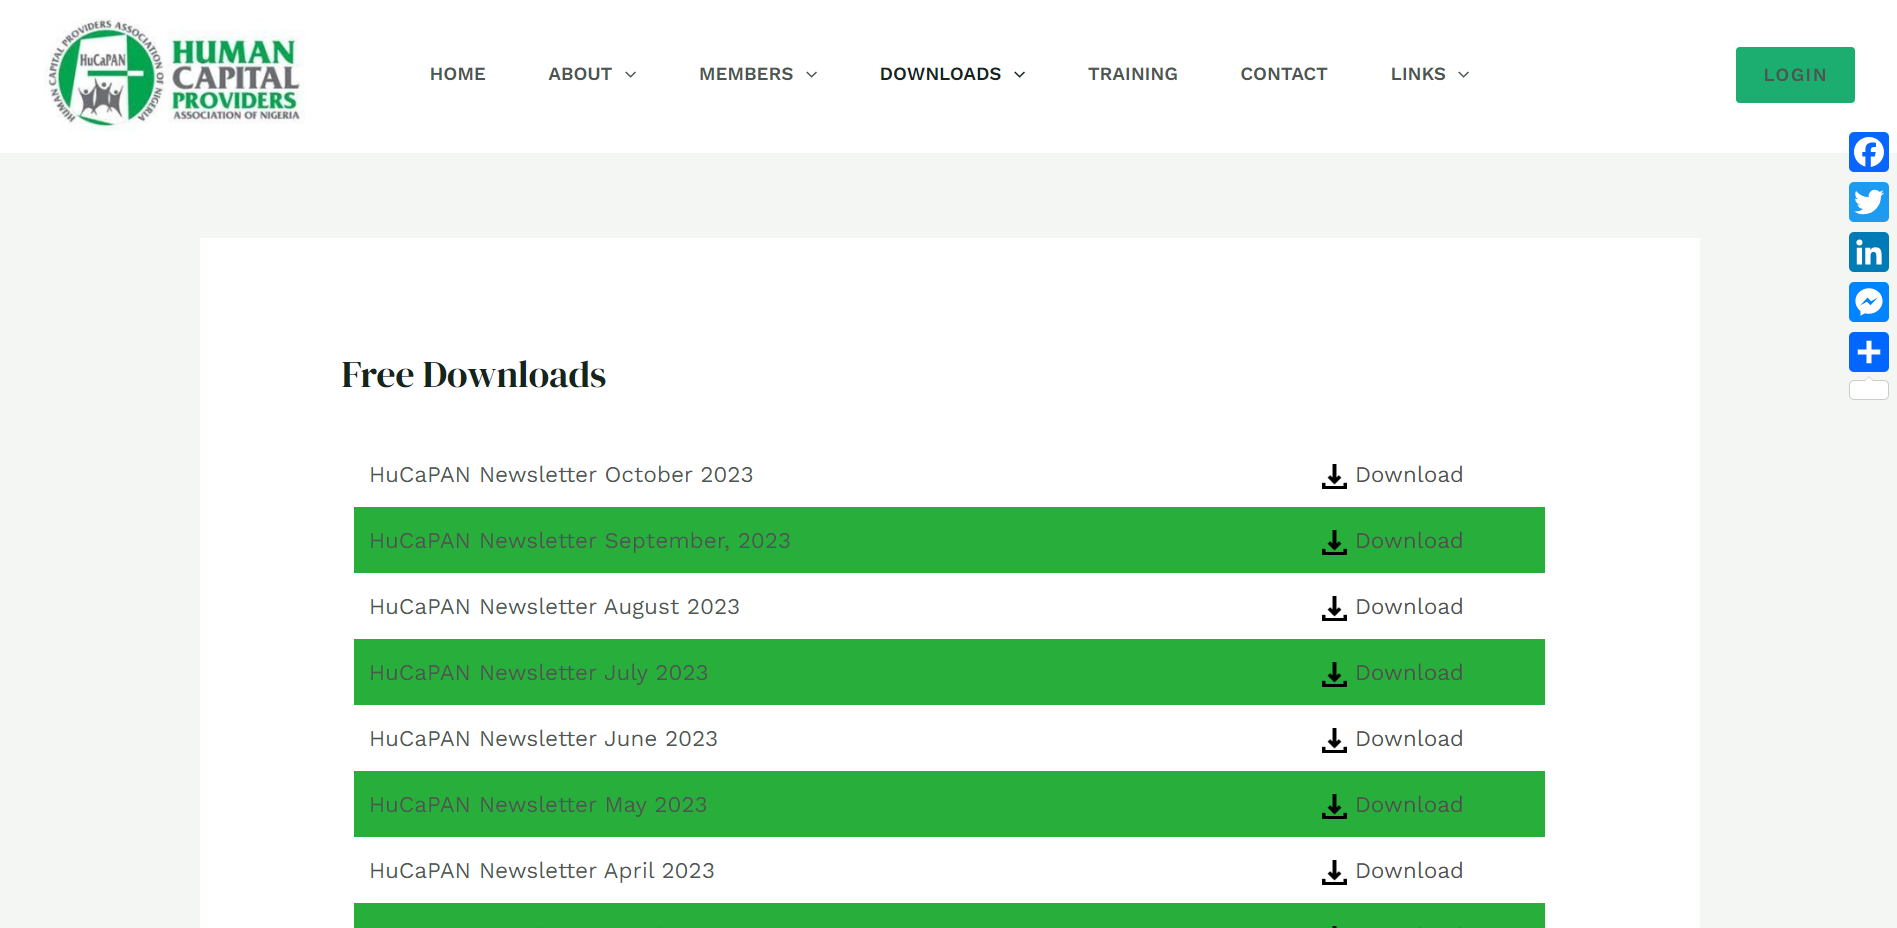 HUMAN CAPITAL PROVIDERS ASSOCIATION OF NIGERIA
HuCaPAN
HUMAN
CAPITAL
PROVIDERS
ASSOCIATION OF NIGERIA
HOME ABOUT MEMBERS DOWNLOADS TRAINING CONTACT LINKS LOGIN
Free Downloads
HuCaPAN Newsletter October 2023 Download
HuCaPAN Newsletter September, 2023 Download
HuCaPAN Newsletter August 2023 Download
HuCaPAN Newsletter July 2023 Download
HuCaPAN Newsletter June 2023 Download
HuCaPAN Newsletter May 2023 Download
HuCaPAN Newsletter April 2023 Download